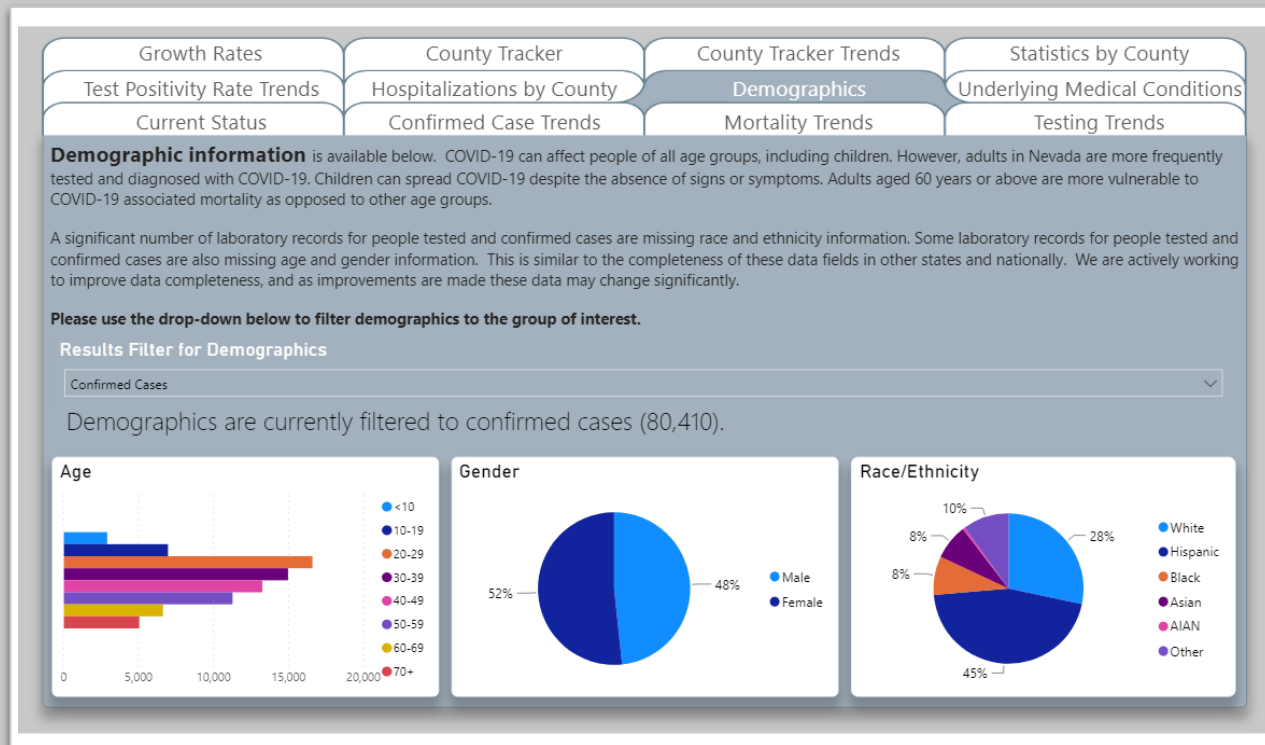 Growth Rates
County Tracker
County Tracker Trends
Statistics by County
Test Positivity Rate Trends
Hospitalizations by County
Demographics
Underlying Medical Conditions
Current Status
Confirmed Case Trends
Mortality Trends
Testing Trends
Demographic information is available below. COVID-19 can affect people of all age groups, including children. However, adults in Nevada are more frequently
tested and diagnosed with COVID-19. Children can spread COVID-19 despite the absence of signs or symptoms. Adults aged 60 years or above are more vulnerable to
COVID-19 associated mortality as opposed to other age groups.
A significant number of laboratory records for people tested and confirmed cases are missing race and ethnicity information. Some laboratory records for people tested and
confirmed cases are also missing age and gender information. This is similar to the completeness of these data fields in other states and nationally. We are actively working
to improve data completeness, and as improvements are made these data may change significantly.
Please use the drop-down below to filter demographics to the group of interest.
Results Filter for Demographics
Confirmed Cases
Demographics are currently filtered to confirmed cases (80,410).
Age
<10
10-19
20-29
30-39
40-49
50-59
60-69
70+
0
5,000
10,000
15,000
20,000
Gender
52%
48%
Male
Female
Race/Ethnicity
10%
8%
8%
28%
45%
White
Hispanic
Black
Asian
AIAN
Other